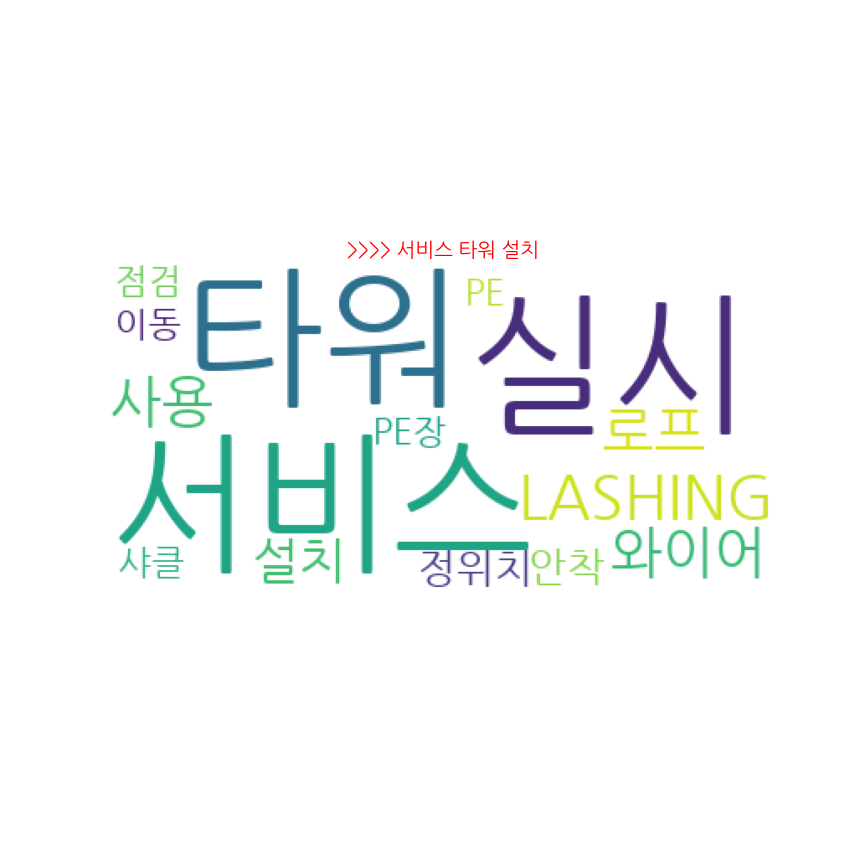 >>>> 서비스 타워 설치
점검
타워
PE
실시
이동
사용
PE장
로프
서비스
LASHING
샤클
설치
정위치
안착
와이어